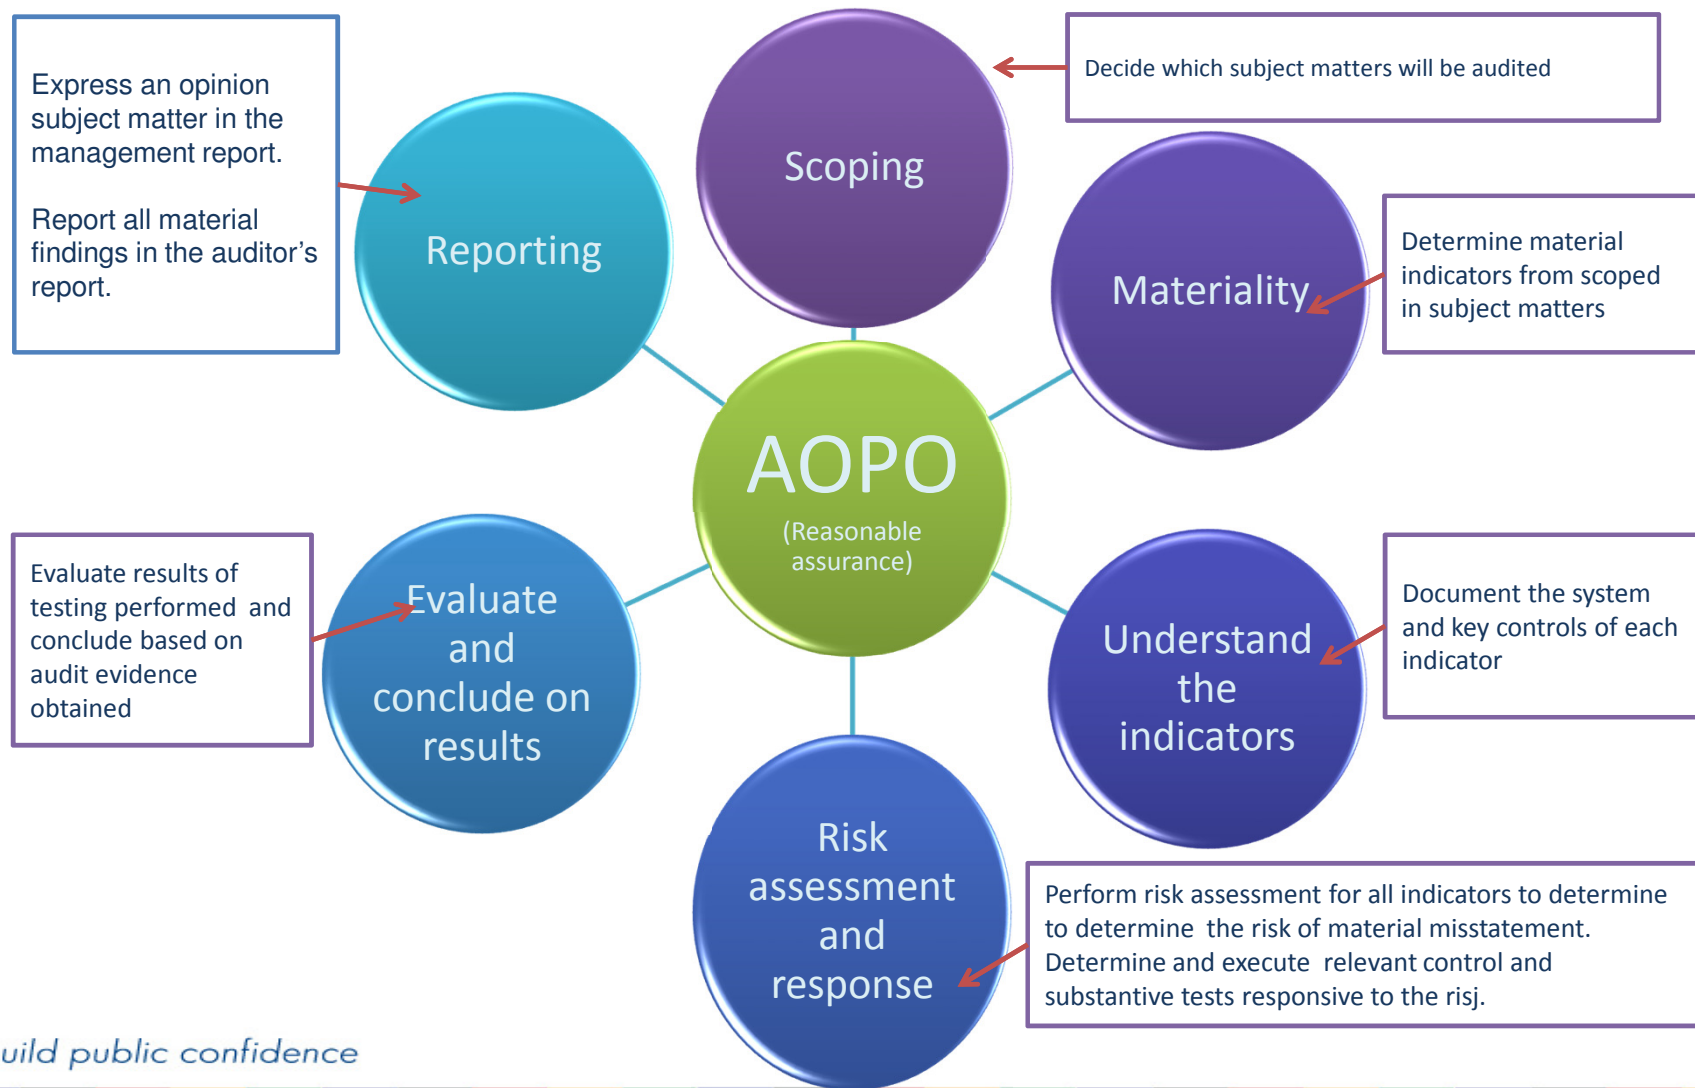 Express an opinion
subject matter in the
management report.
Report all material
findings in the auditor’s
report.
Scoping
Decide which subject matters will be audited
Reporting
Materiality
Determine material
indicators from scoped
in subject matters
AOPO
(Reasonable
assurance)
Evaluate results of
testing performed and
conclude based on
audit evidence
obtained
Evaluate
and
conclude on
results
Understand
the
indicators
Document the system
and key controls of each
indicator
Risk
assessment
and
response
Perform risk assessment for all indicators to determine
to determine the risk of material misstatement.
Determine and execute relevant control and
substantive tests responsive to the risj.
uild public confidence